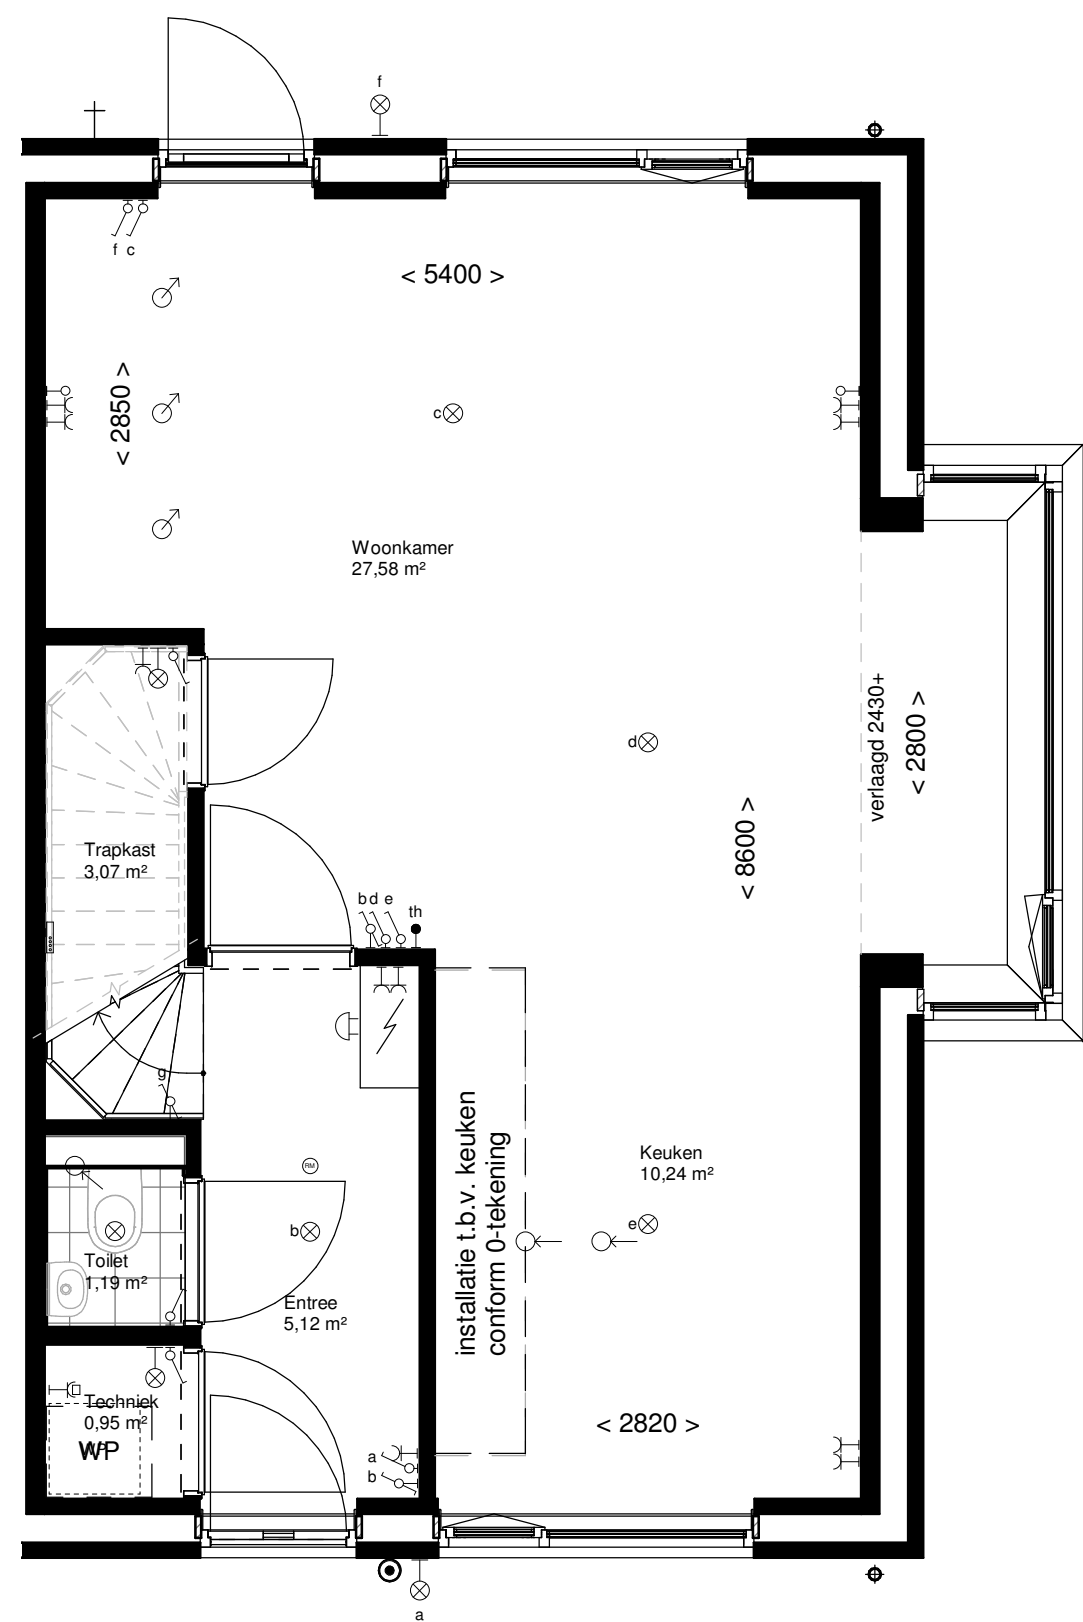 f
f c
< 5400 >
< 2850 >
c
Woonkamer
27,58 m²
d
verlaagd 2430+
< 2800 >
< 8600 >
Trapkast
3,07 m²
b d e
th
g
installatie t.b.v. keuken
conform 0-tekening
Keuken
10,24 m²
RM
b
e
Toilet
1,19 m²
Entree
5,12 m²
Techniek
0,95 m²
WP
< 2820 >
a
b
a